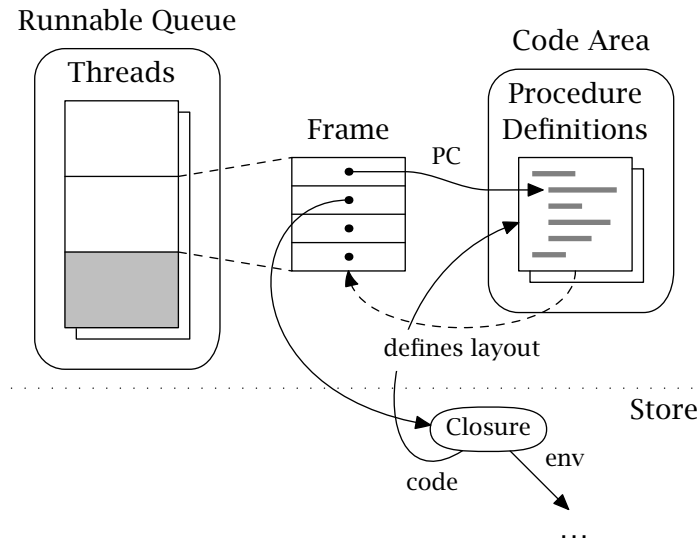 Runnable Queue
Threads
Frame
PC
Code Area
Procedure
Definitions
defines layout
Store
Closure
env
code
...